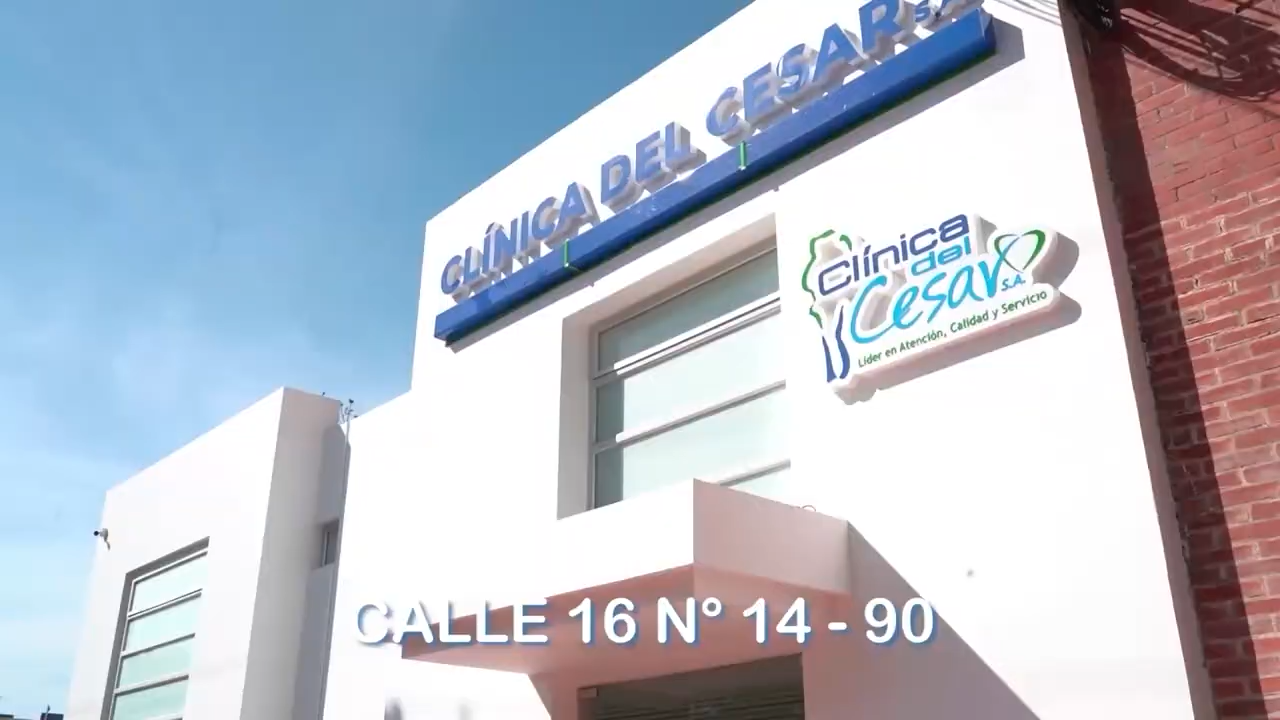 CLÍNICA DEL CESAR S.A.
Clínica
del
Cesar S.A.
Líder en Atención, Calidad y Servicio
CALLE 16 N° 14 - 90